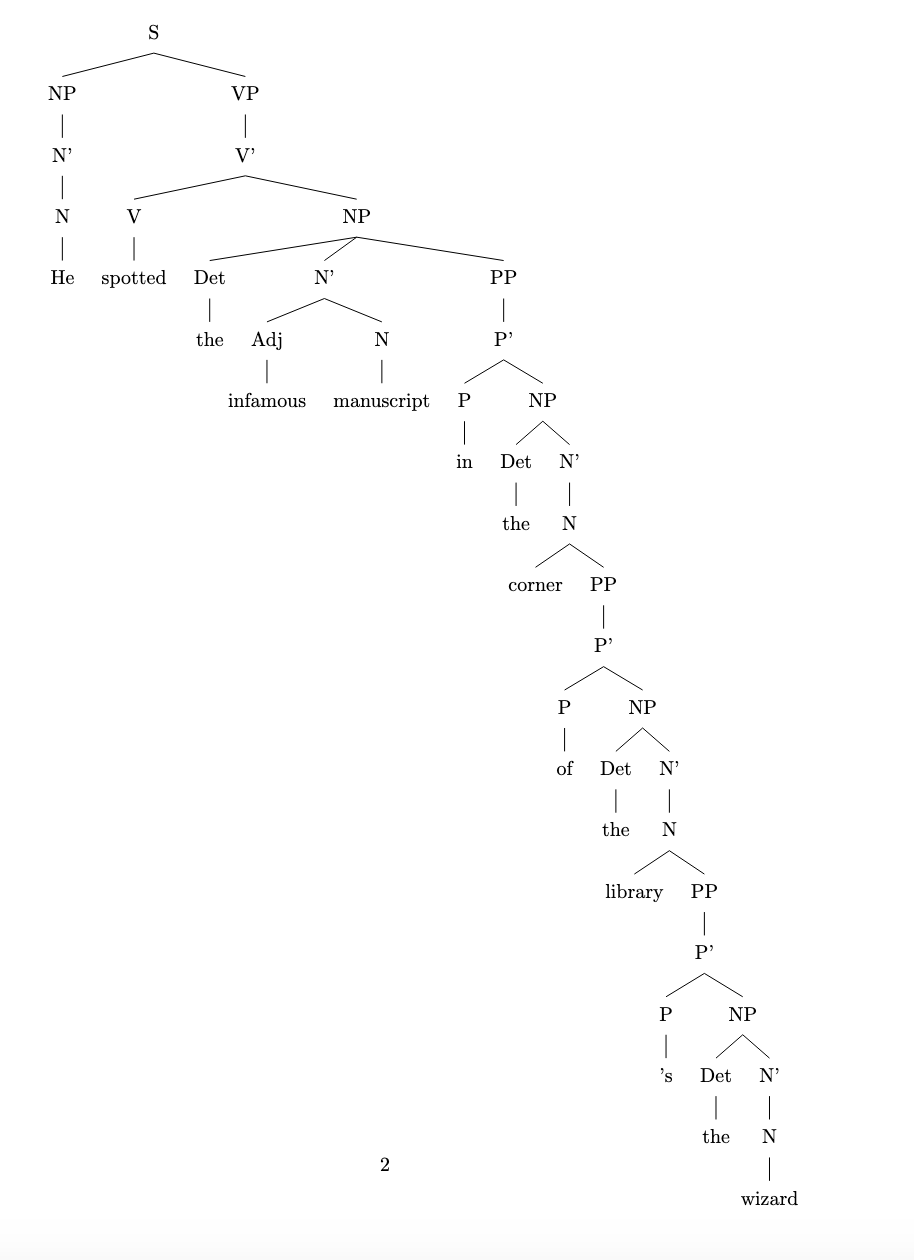 S
NP VP
N' V'
N V NP
He spotted Det N' PP
the Adj N P'
infamous manuscript P NP
in Det N'
the N
corner PP
P'
P NP
of Det N'
the N
library PP
P'
P NP
's Det N'
the N
2
wizard